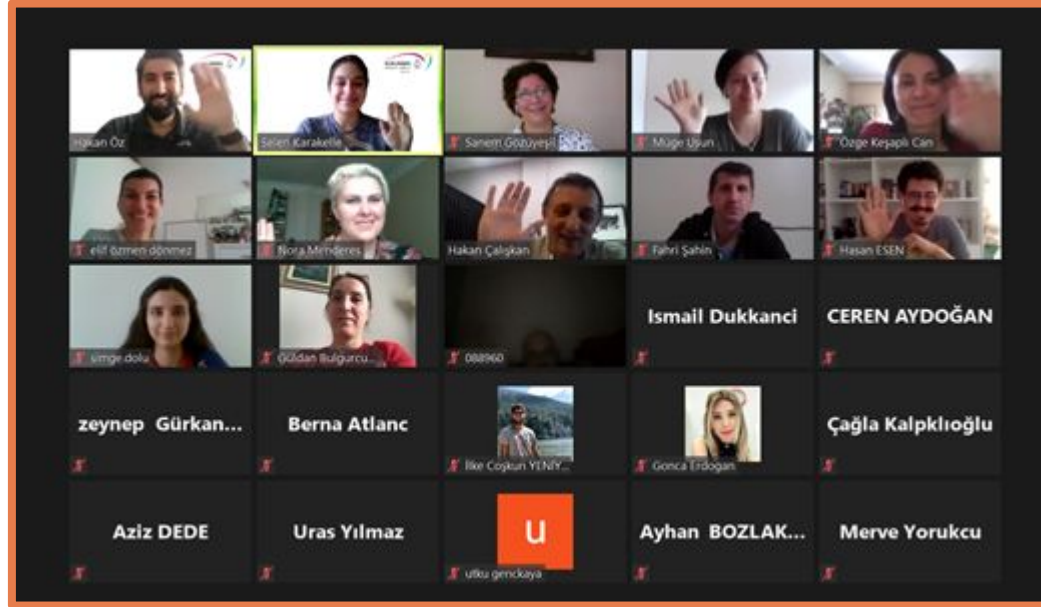 Hakan Öz
Selen Karakelle
Sanem Gözüyeşil
Müge Usun
Özge Keşaplı Can
elif özmen dönmez
Nora Menderes
Hakan Çalışkan
Fahri Şahin
Hasan ESEN
simge dolu
Güldan Bulgurcu...
088960
Ismail Dukkanci
CEREN AYDOĞAN
zeynep Gürkan...
Berna Atlanc
İlke Coşkun YENİY...
Gonca Erdogan
Çağla Kalpklıoğlu
Aziz DEDE
Uras Yılmaz
u
utku genckaya
Ayhan BOZLAK...
Merve Yorukcu